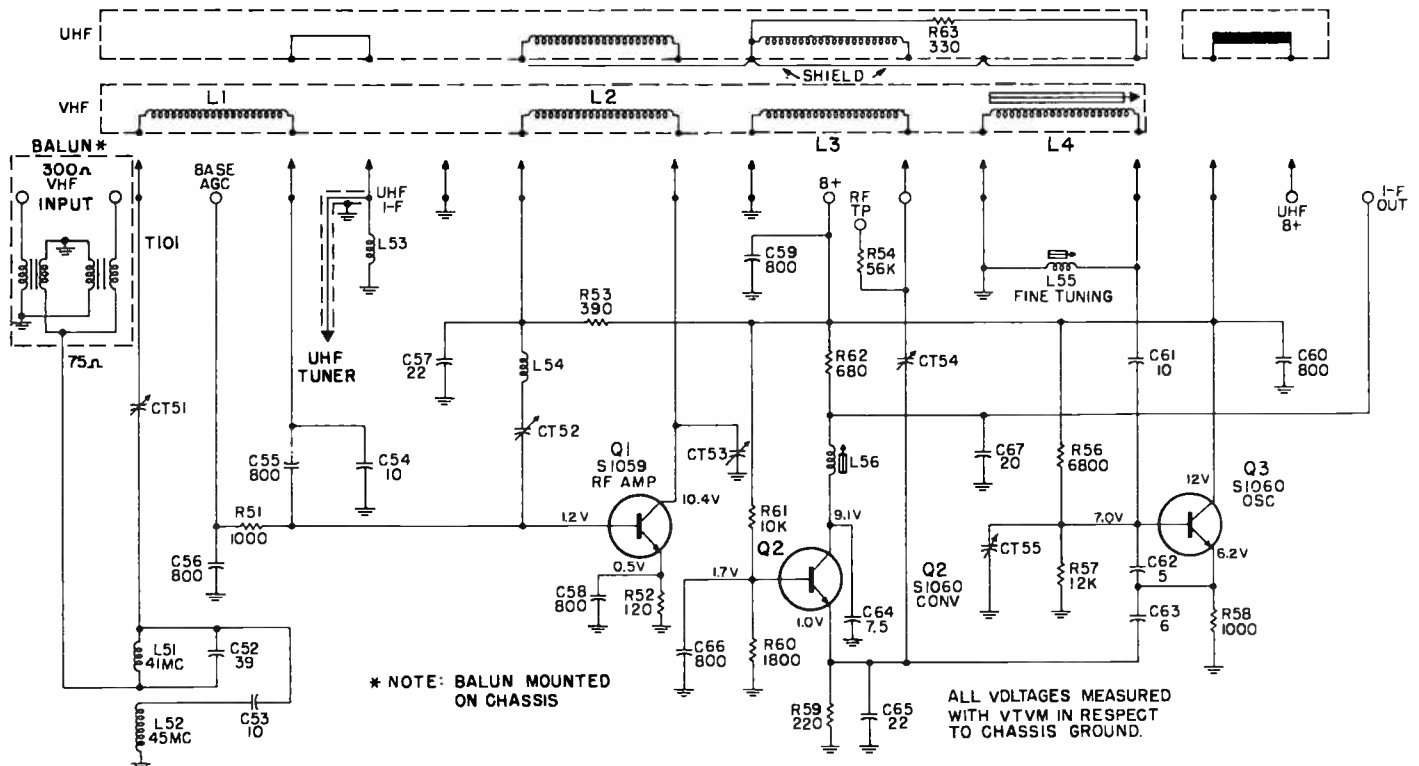 UHF
R63
330
SHIELD
VHF
L1
L2
L3
L4
BALUN*
300Ω
VHF
INPUT
T101
75Ω
BASE
AGC
UHF
I-F
L53
UHF
TUNER
B+
RF
TP
R54
56K
C59
800
L55
FINE TUNING
UHF
B+
I-F
OUT
R53
390
C57
22
L54
R62
680
CT54
C61
10
C60
800
CT51
CT52
C55
800
C54
10
Q1
S1059
RF AMP
CT53
L56
C67
20
R56
6800
Q3
S1060
OSC
12V
10.4V
R51
1000
1.2V
R61
10K
9.1V
7.0V
CT55
C56
800
0.5V
Q2
Q2
S1060
CONV
R57
12K
C62
5
6.2V
C58
800
R52
120
1.7V
1.0V
C64
7.5
C63
6
R58
1000
C66
800
R60
1800
L51
41MC
C52
39
L52
45MC
C53
10
* NOTE: BALUN MOUNTED
ON CHASSIS
R59
220
C65
22
ALL VOLTAGES MEASURED
WITH VTVM IN RESPECT
TO CHASSIS GROUND.